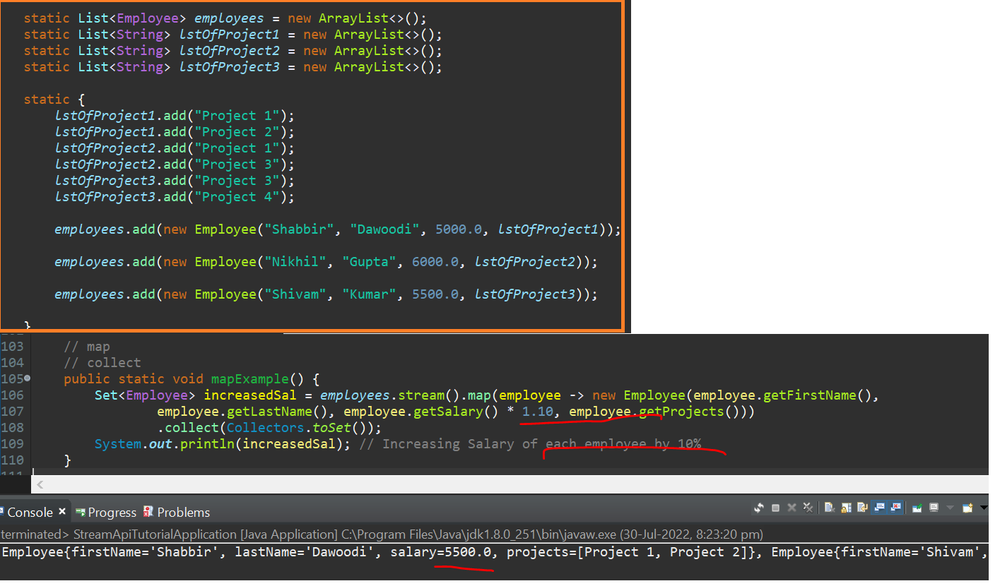 static List<Employee> employees = new ArrayList<>();
static List<String> lstOfProject1 = new ArrayList<>();
static List<String> lstOfProject2 = new ArrayList<>();
static List<String> lstOfProject3 = new ArrayList<>();
static {
lstOfProject1.add("Project 1");
lstOfProject1.add("Project 2");
lstOfProject2.add("Project 1");
lstOfProject2.add("Project 3");
lstOfProject3.add("Project 3");
lstOfProject3.add("Project 4");
employees.add(new Employee("Shabbir", "Dawoodi", 5000.0, lstOfProject1));
employees.add(new Employee("Nikhil", "Gupta", 6000.0, lstOfProject2));
employees.add(new Employee("Shivam", "Kumar", 5500.0, lstOfProject3));
}
103 // map
104 // collect
105 public static void mapExample() {
106 Set<Employee> increasedSal = employees.stream().map(employee -> new Employee(employee.getFirstName(),
107 employee.getLastName(), employee.getSalary() * 1.10, employee.getProjects()))
108 .collect(Collectors.toSet());
109 System.out.println(increasedSal); // Increasing Salary of each employee by 10%
110 }
Console Progress Problems
terminated> StreamApiTutorialApplication [Java Application] C:\Program Files\Java\jdk1.8.0_251\bin\javaw.exe (30-Jul-2022, 8:23:20 pm)
Employee{firstName='Shabbir', lastName='Dawoodi', salary=5500.0, projects=[Project 1, Project 2]}, Employee{firstName='Shivam',